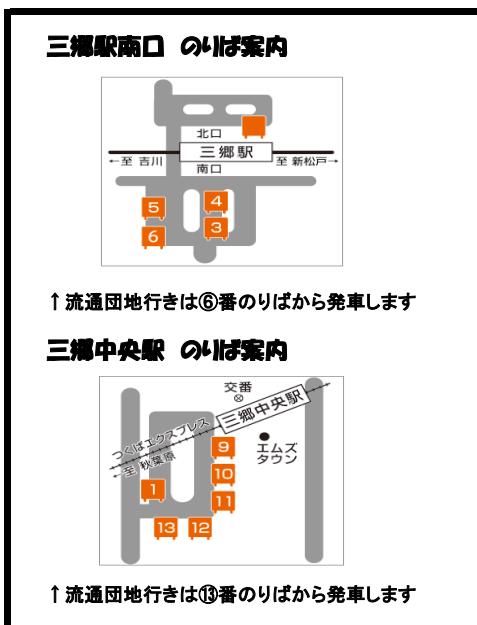 三郷駅南口 のりば案内
北口
三郷駅
←至 吉川
至 新松戸→
南口
5
4
6
3
↑流通団地行きは⑥番のりばから発車します
三郷中央駅 のりば案内
交番
三郷中央駅
つくばエクスプレス
←至 秋葉原
エムズ
タウン
9
10
1
11
13
12
↑流通団地行きは⑬番のりばから発車します